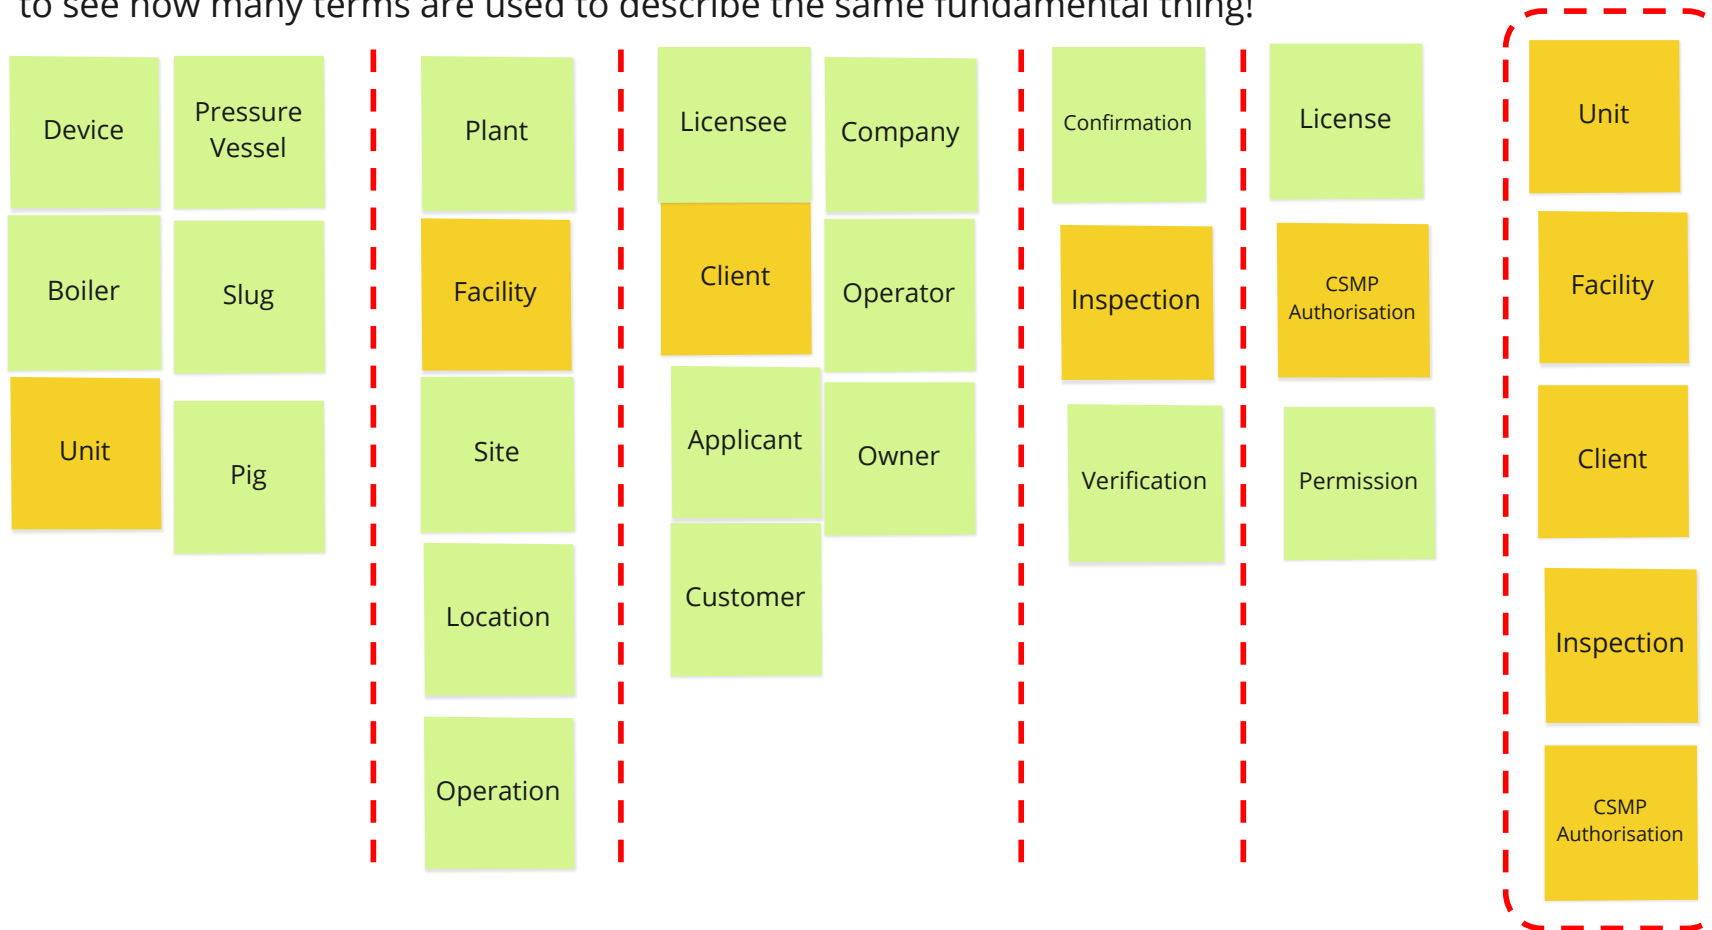 to see how many terms are used to describe the same fundamental thing!
Device
Pressure
Vessel
Boiler
Slug
Unit
Pig
Plant
Facility
Site
Location
Operation
Licensee
Company
Client
Operator
Applicant
Owner
Customer
Confirmation
Inspection
Verification
License
CSMP
Authorisation
Permission
Unit
Facility
Client
Inspection
CSMP
Authorisation